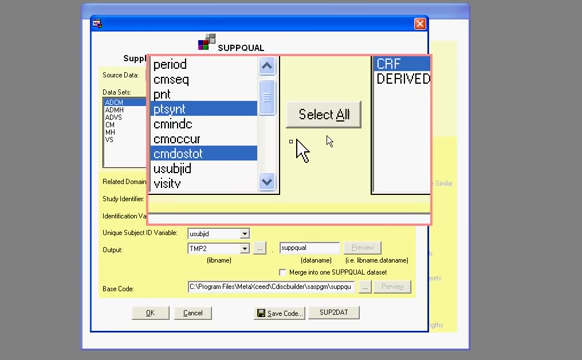 SUPPQUAL
Suppl
Source Data:
Data Sets:
ADCM
ADMH
ADVS
CM
MH
VS
period
cmseq
pnt
ptsynt
cmindc
cmoccur
cmdostot
usubjid
visitv
Select All
CRF
DERIVED
Related Domain
Study Identifier:
Identification Va
Similar
Unique Subject ID Variable:
usubjid
Output:
TMP2
...
.
suppqual
Preview
(libname)
(dataname)
(i.e. libname.dataname)
Merge into one SUPPQUAL dataset
Base Code:
C:\Program Files\MetaXceed\Cdiscbuilder\saspgm\suppqu
...
Preview
OK
Cancel
Save Code...
SUP2DAT